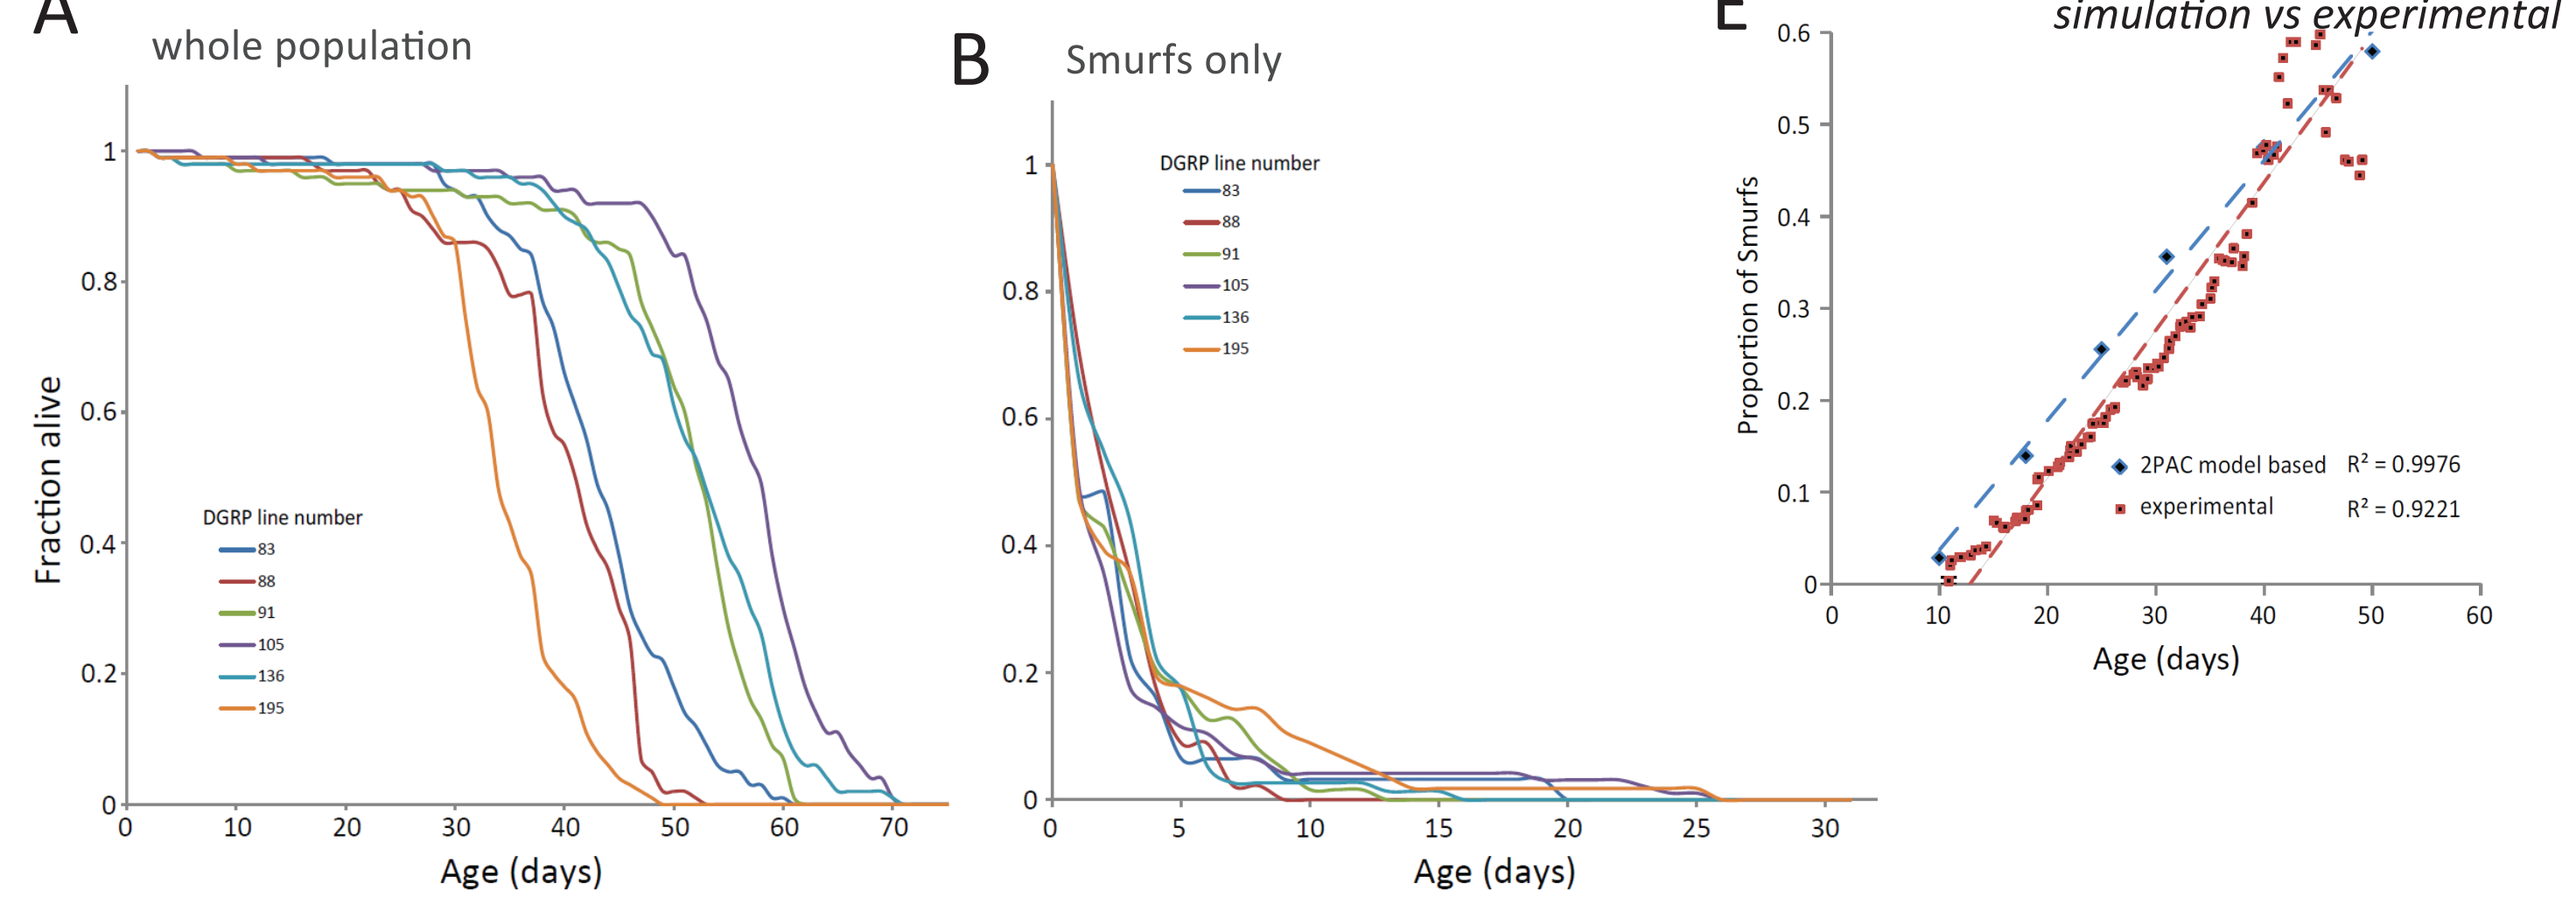 A
whole population
1
0.8
0.6
0.4
0.2
0
Fraction alive
DGRP line number
83
88
91
105
136
195
0 10 20 30 40 50 60 70
Age (days)
B
Smurfs only
1
0.8
0.6
0.4
0.2
0
DGRP line number
83
88
91
105
136
195
0 5 10 15 20 25 30
Age (days)
E
simulation vs experimental
0.6
0.5
0.4
0.3
0.2
0.1
0
Proportion of Smurfs
2PAC model based R² = 0.9976
experimental R² = 0.9221
0 10 20 30 40 50 60
Age (days)